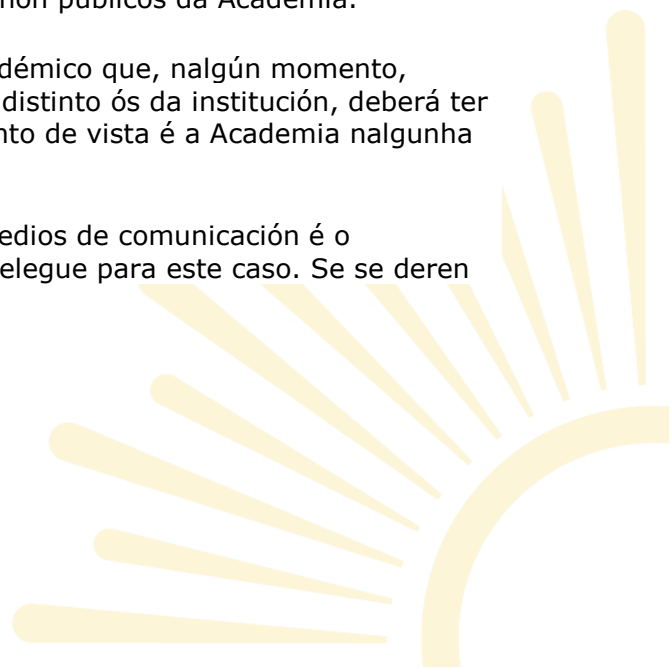 non públicos da Academia.
démico que, nalgún momento,
distinto ós da institución, deberá ter
nto de vista é a Academia nalgunha
edios de comunicación é o
elegue para este caso. Se se deren